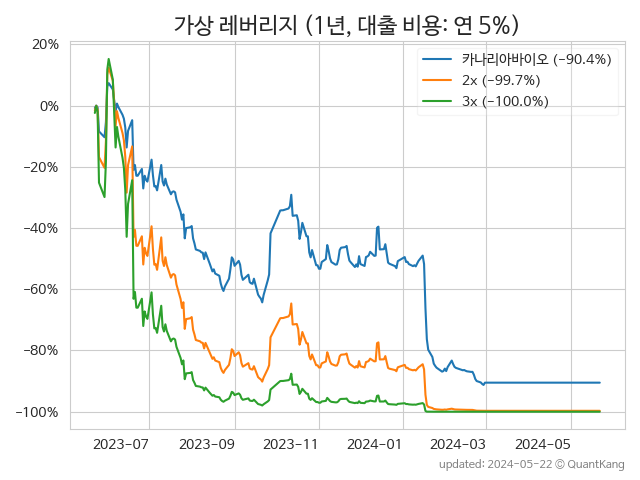 가상 레버리지 (1년, 대출 비용: 연 5%)
카나리아바이오 (−90.4%)
2x (−99.7%)
3x (−100.0%)
20%
0%
−20%
−40%
−60%
−80%
−100%
2023-07 2023-09 2023-11 2024-01 2024-03 2024-05
updated: 2024-05-22 © QuantKang